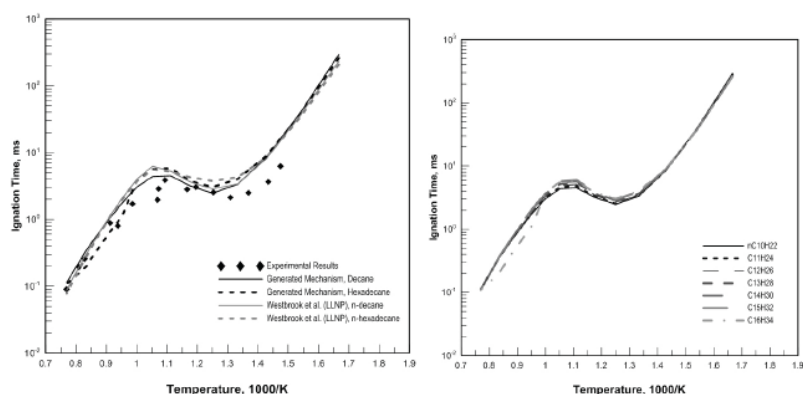 10³
10²
10¹
10⁰
10⁻¹
10⁻²
Ignation Time, ms
Experimental Results
Generated Mechanism, Decane
Generated Mechanism, Hexadecane
Westbrook et al. (LLNP), n-decane
Westbrook et al. (LLNP), n-hexadecane
0.7 0.8 0.9 1 1.1 1.2 1.3 1.4 1.5 1.6 1.7 1.8 1.9
Temperature, 1000/K
10³
10²
10¹
10⁰
10⁻¹
10⁻²
Ignation Time, ms
nC10H22
C11H24
C12H26
C13H28
C14H30
C15H32
C16H34
0.7 0.8 0.9 1 1.1 1.2 1.3 1.4 1.5 1.6 1.7 1.8 1.9
Temperature, 1000/K